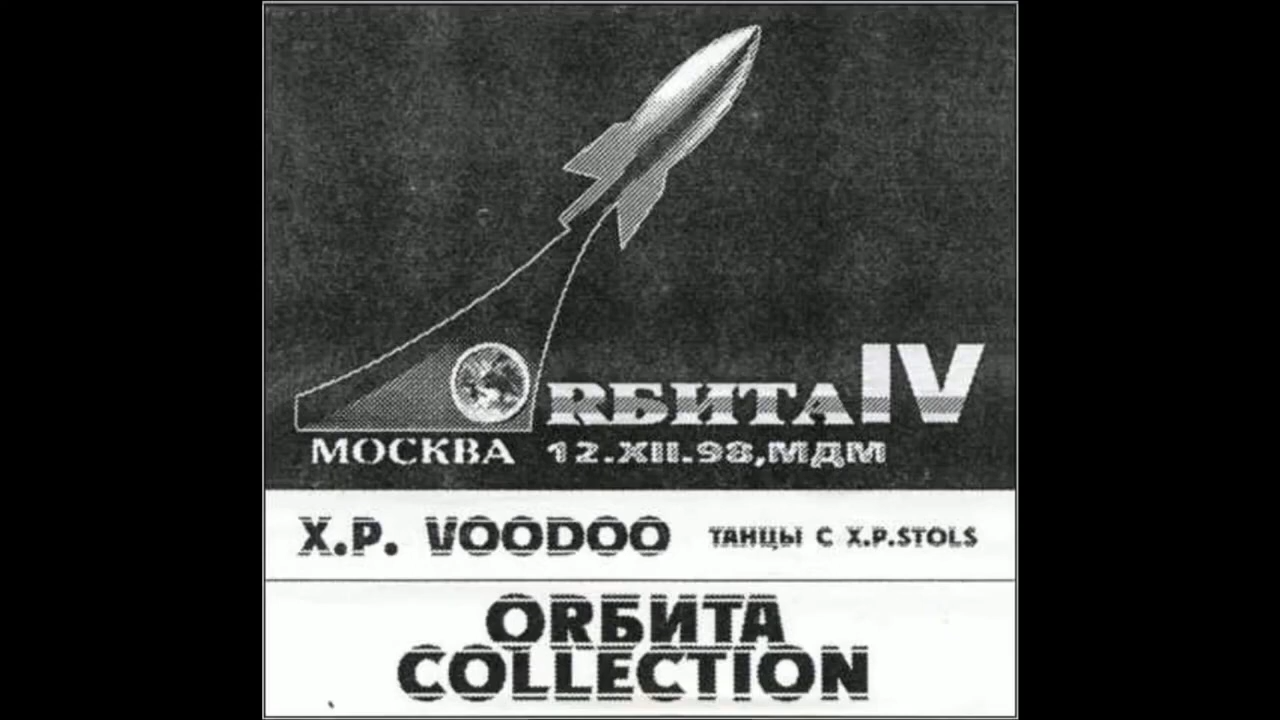 ORБИТА IV
МОСКВА 12.XII.98,МДМ
X.P. VOODOO ТАНЦЫ С X.P.STOLS
ORБИТА
COLLECTION